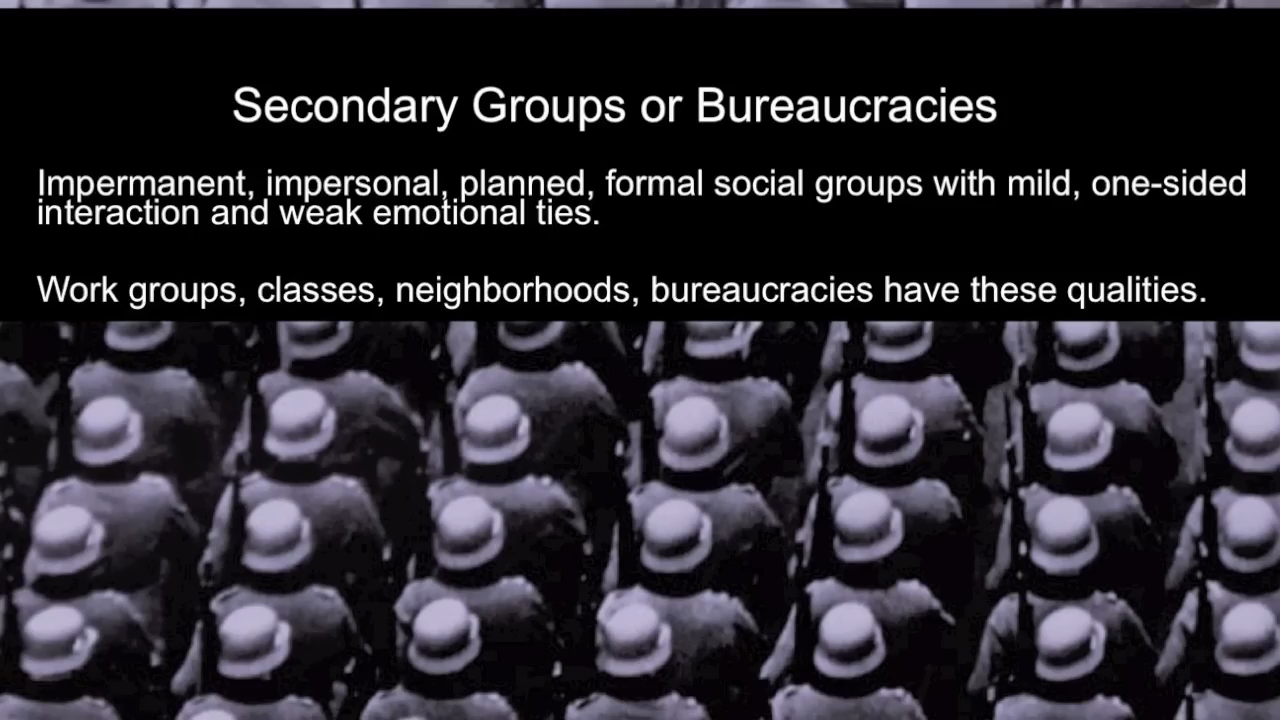 Secondary Groups or Bureaucracies
Impermanent, impersonal, planned, formal social groups with mild, one-sided
interaction and weak emotional ties.
Work groups, classes, neighborhoods, bureaucracies have these qualities.